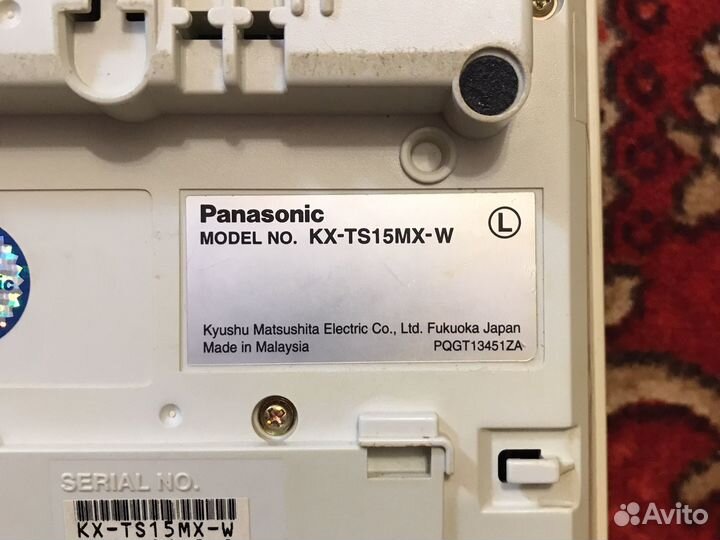 Panasonic
MODEL NO. KX-TS15MX-W
L
Kyushu Matsushita Electric Co., Ltd. Fukuoka Japan
Made in Malaysia PQGT13451ZA
ic
SERIAL NO.
KX-TS15MX-W
Avito